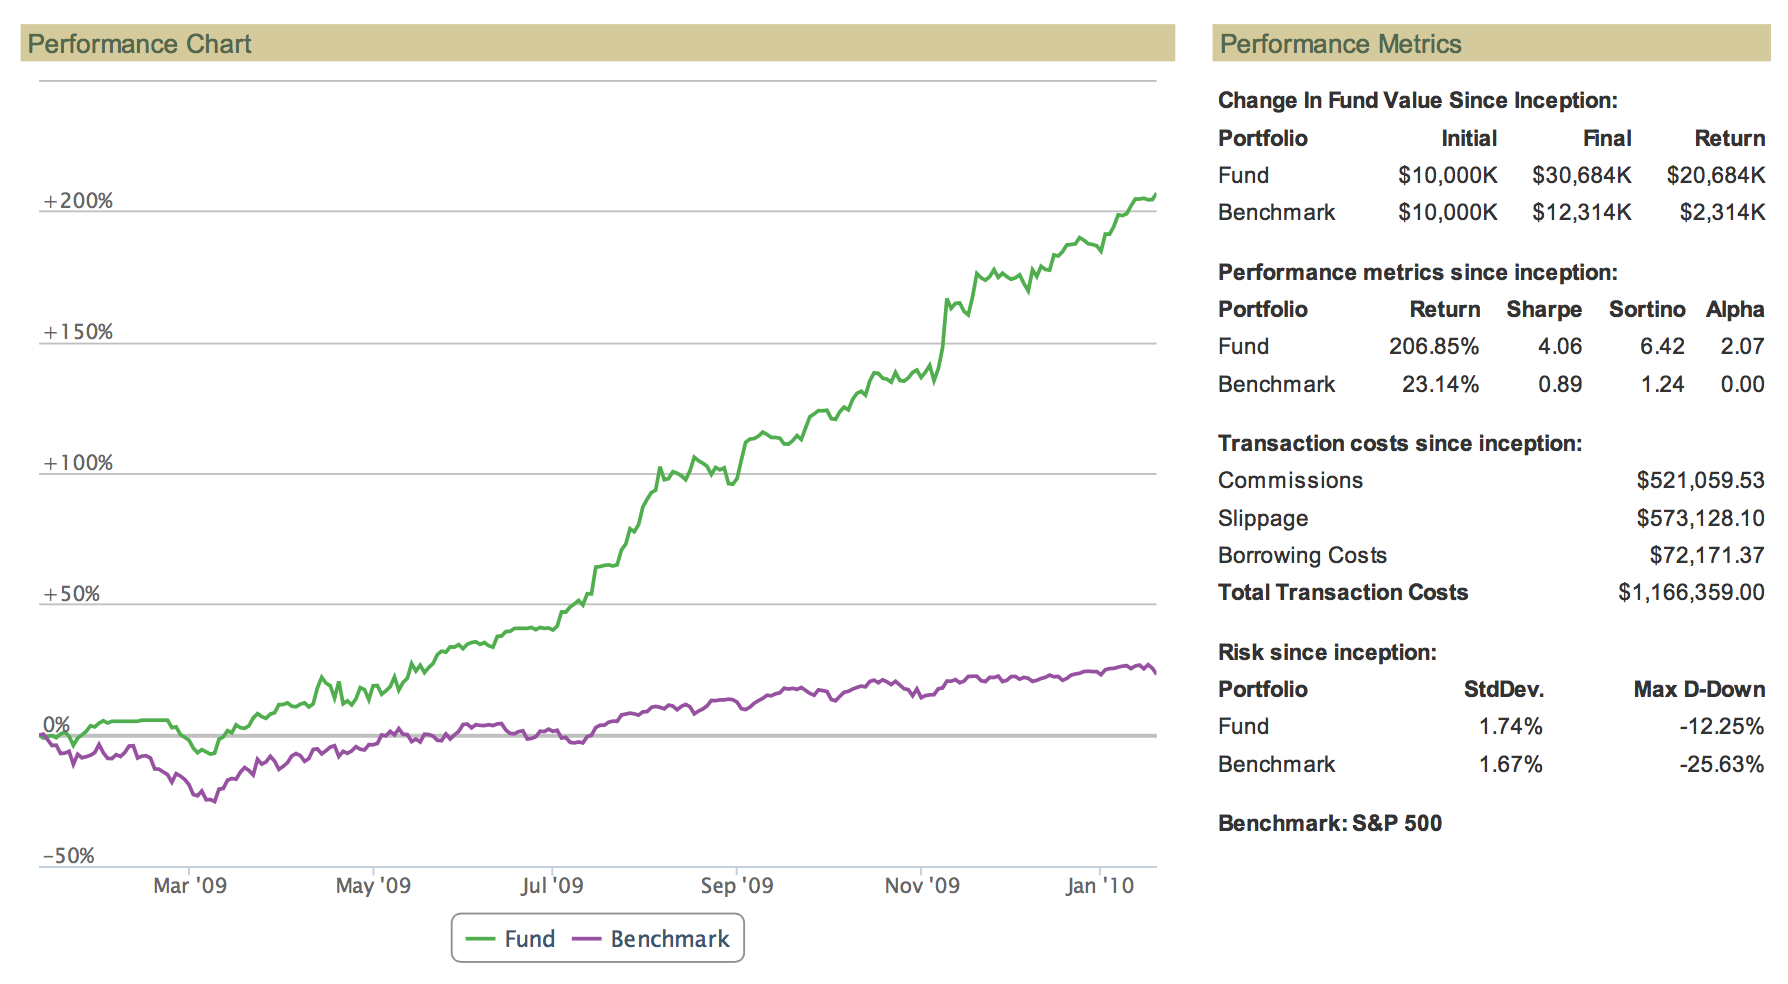 Performance Chart
+200%
+150%
+100%
+50%
0%
-50%
Mar '09 May '09 Jul '09 Sep '09 Nov '09 Jan '10
Fund Benchmark
Performance Metrics
Change In Fund Value Since Inception:
Portfolio Initial Final Return
Fund $10,000K $30,684K $20,684K
Benchmark $10,000K $12,314K $2,314K
Performance metrics since inception:
Portfolio Return Sharpe Sortino Alpha
Fund 206.85% 4.06 6.42 2.07
Benchmark 23.14% 0.89 1.24 0.00
Transaction costs since inception:
Commissions $521,059.53
Slippage $573,128.10
Borrowing Costs $72,171.37
Total Transaction Costs $1,166,359.00
Risk since inception:
Portfolio StdDev. Max D-Down
Fund 1.74% -12.25%
Benchmark 1.67% -25.63%
Benchmark: S&P 500